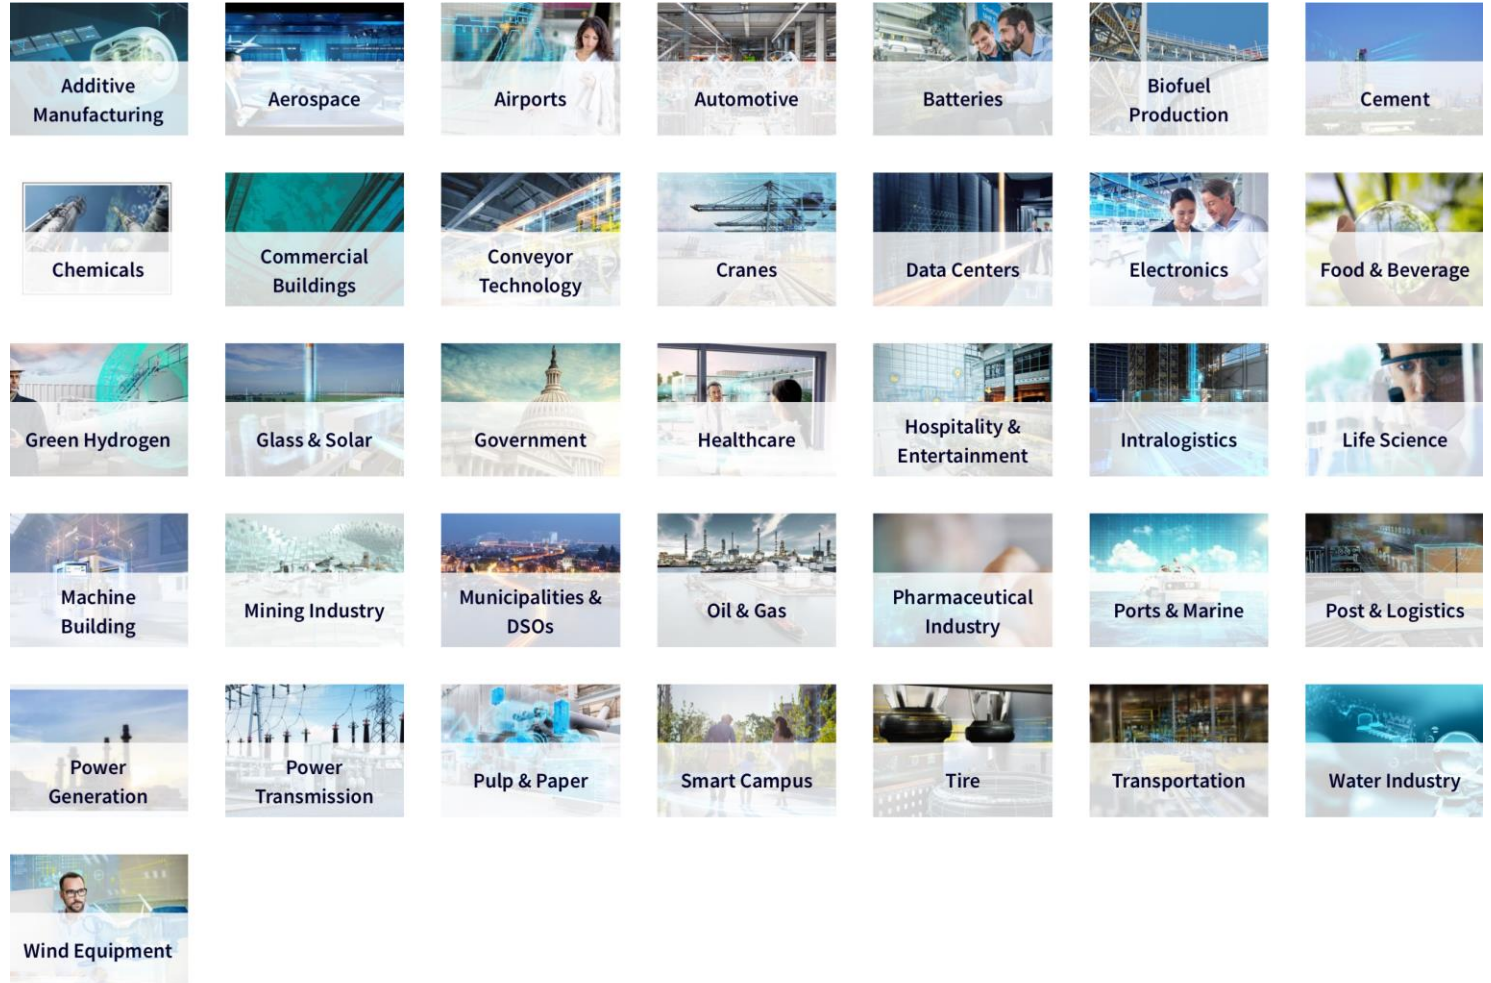 Additive
Manufacturing
Aerospace
Airports
Automotive
Batteries
Biofuel
Production
Cement
Chemicals
Commercial
Buildings
Conveyor
Technology
Cranes
Data Centers
Electronics
Food & Beverage
Green Hydrogen
Glass & Solar
Government
Healthcare
Hospitality &
Entertainment
Intralogistics
Life Science
Machine
Building
Mining Industry
Municipalities &
DSOs
Oil & Gas
Pharmaceutical
Industry
Ports & Marine
Post & Logistics
Power
Generation
Power
Transmission
Pulp & Paper
Smart Campus
Tire
Transportation
Water Industry
Wind Equipment